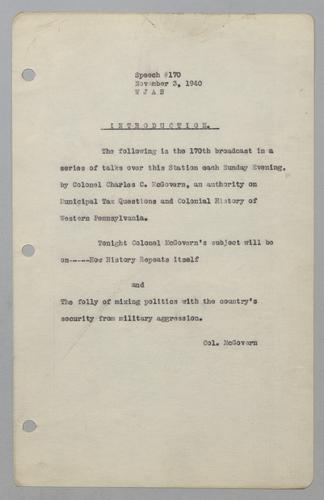 Speech #170
November 3, 1940
W J A S
I N T R O D U C T I O N.
The following is the 170th broadcast in a
series of talks over this Station each Sunday Evening,
by Colonel Charles C. McGovern, an authority on
Municipal Tax Questions and Colonial History of
Western Pennsylvania.
Tonight Colonel McGovern's subject will be
on-----How History Repeats Itself
and
The folly of mixing politics with the country's
security from military aggression.
Col. McGovern